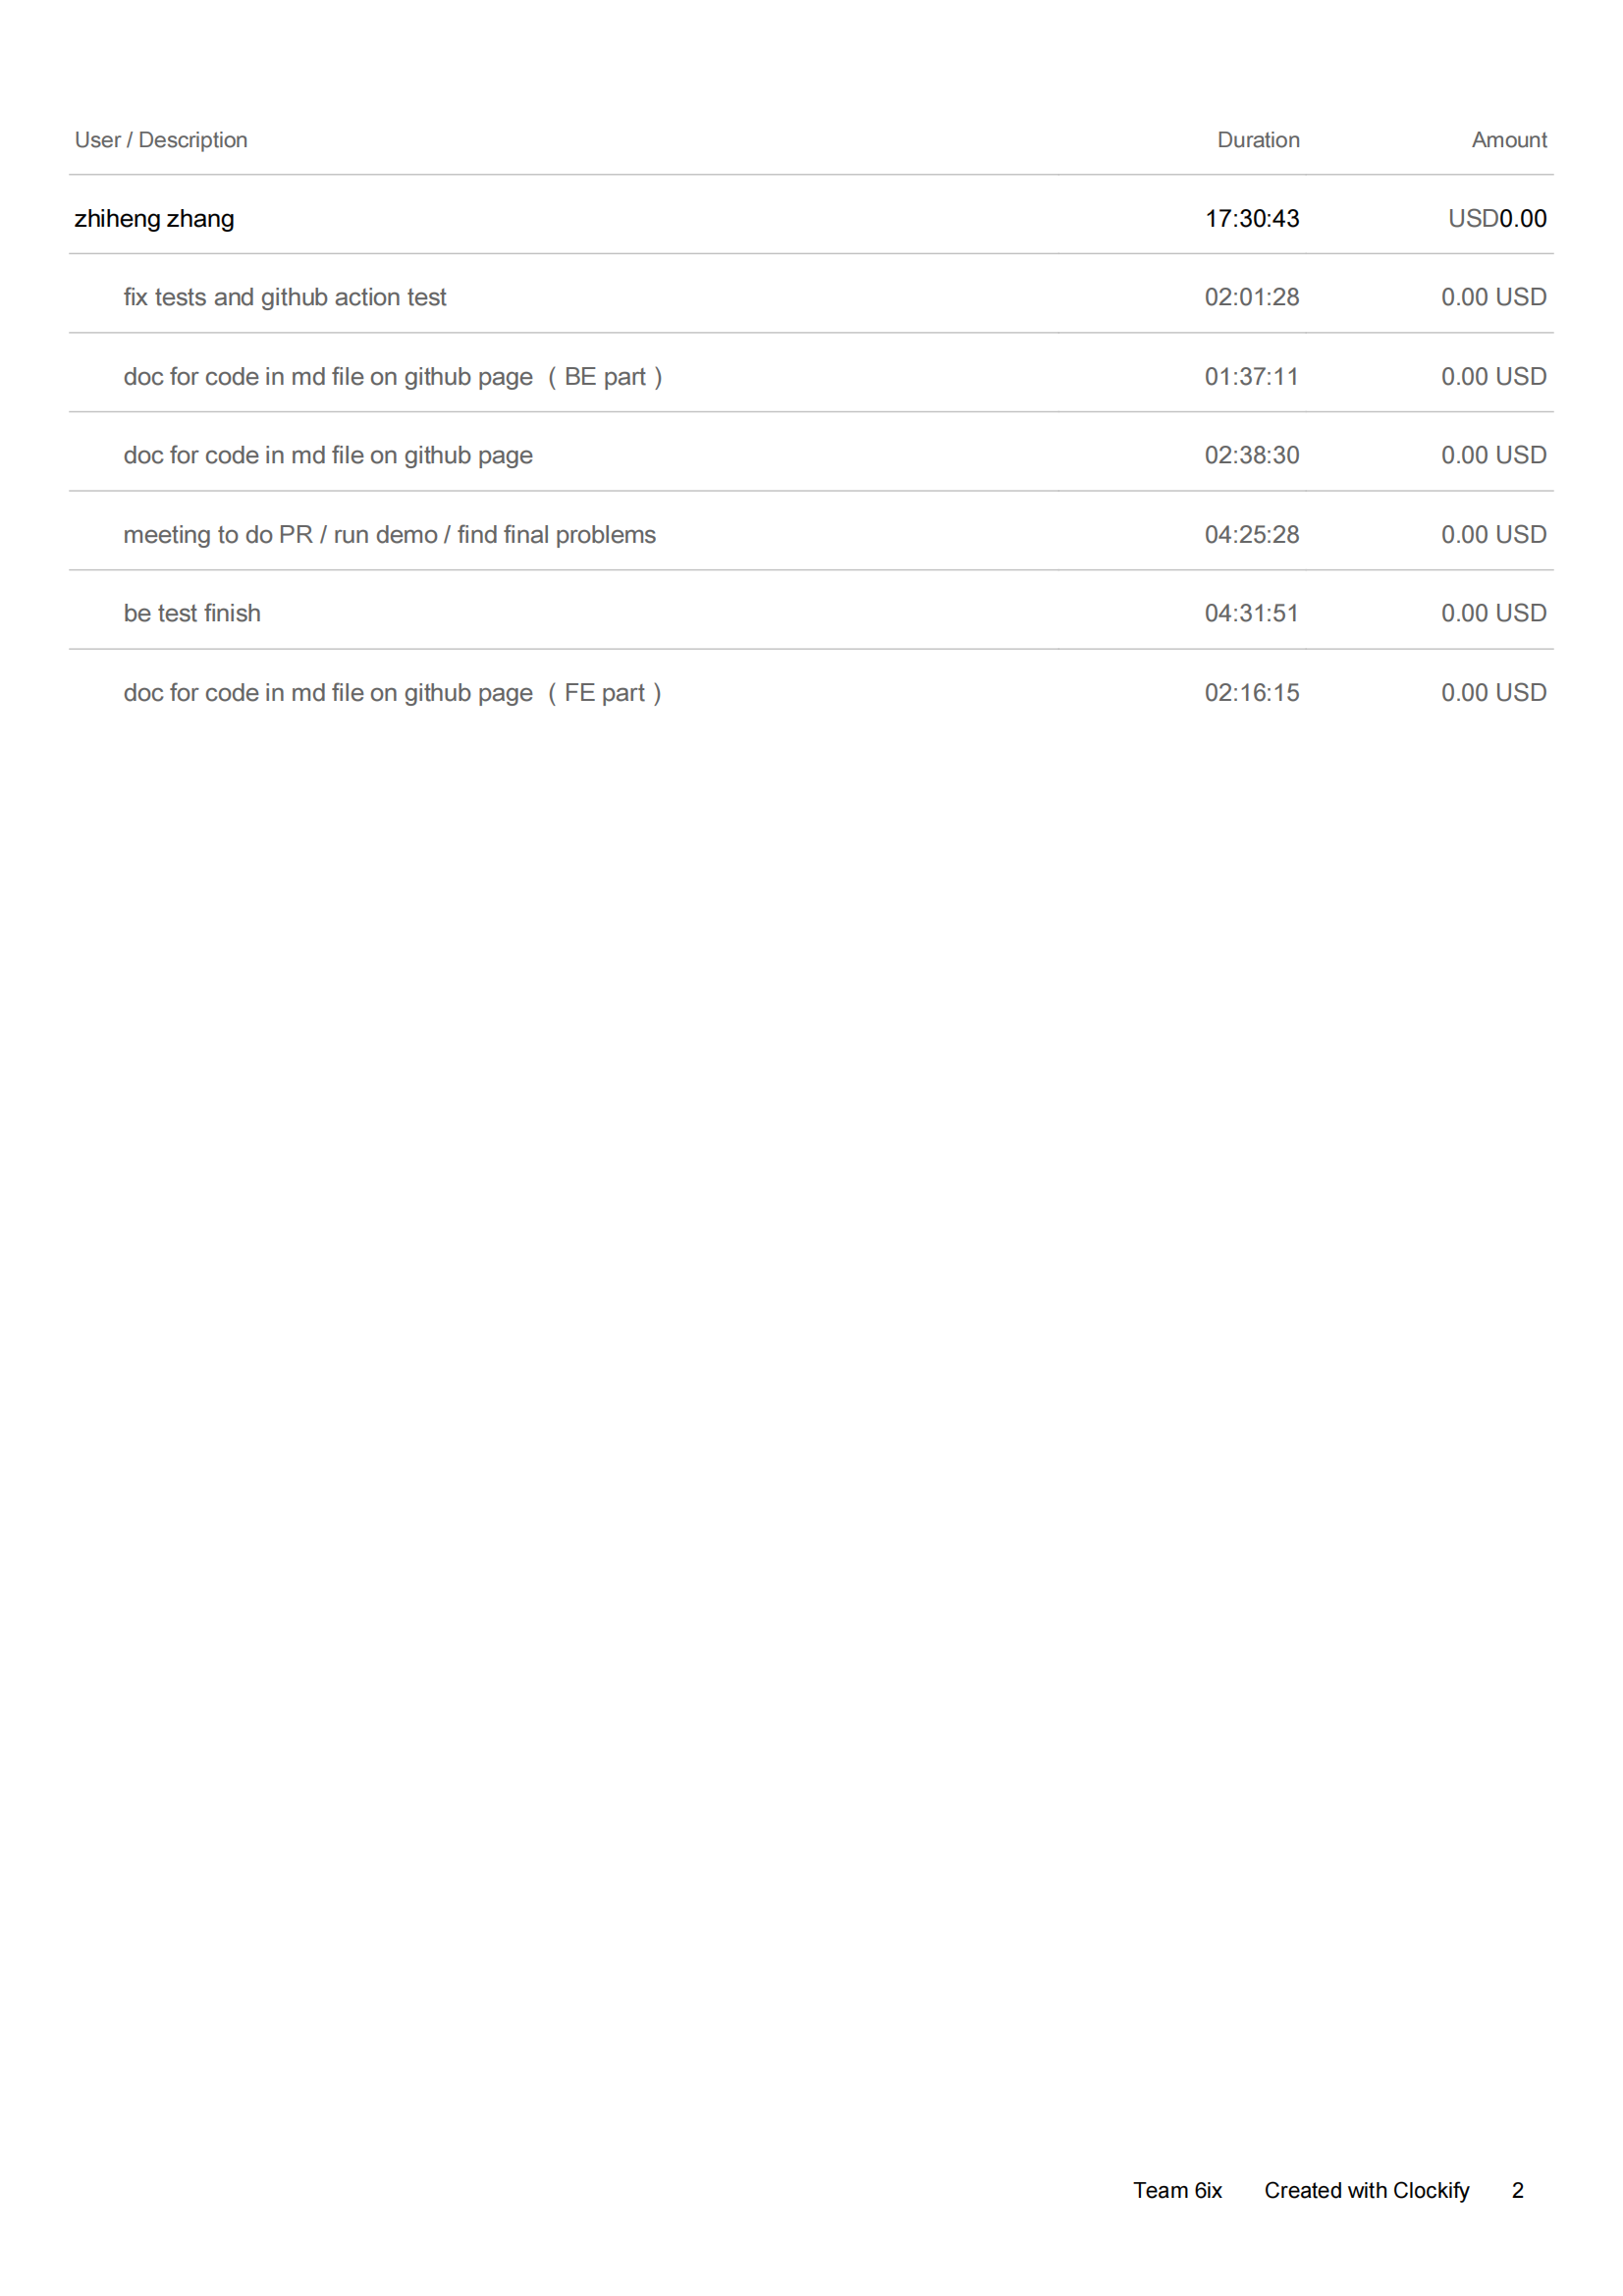 User / Description Duration Amount
zhiheng zhang 17:30:43 USD0.00
fix tests and github action test 02:01:28 0.00 USD
doc for code in md file on github page （BE part） 01:37:11 0.00 USD
doc for code in md file on github page 02:38:30 0.00 USD
meeting to do PR / run demo / find final problems 04:25:28 0.00 USD
be test finish 04:31:51 0.00 USD
doc for code in md file on github page （FE part） 02:16:15 0.00 USD
Team 6ix Created with Clockify 2